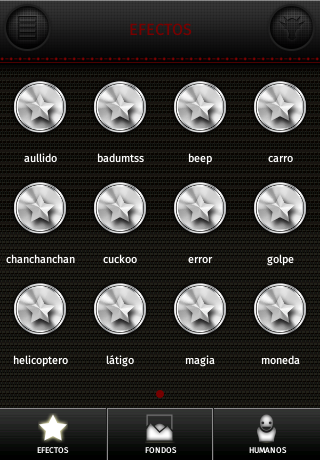 EFECTOS
aullido badumtss beep carro
chanchanchan cuckoo error golpe
helicoptero látigo magia moneda
EFECTOS FONDOS HUMANOS